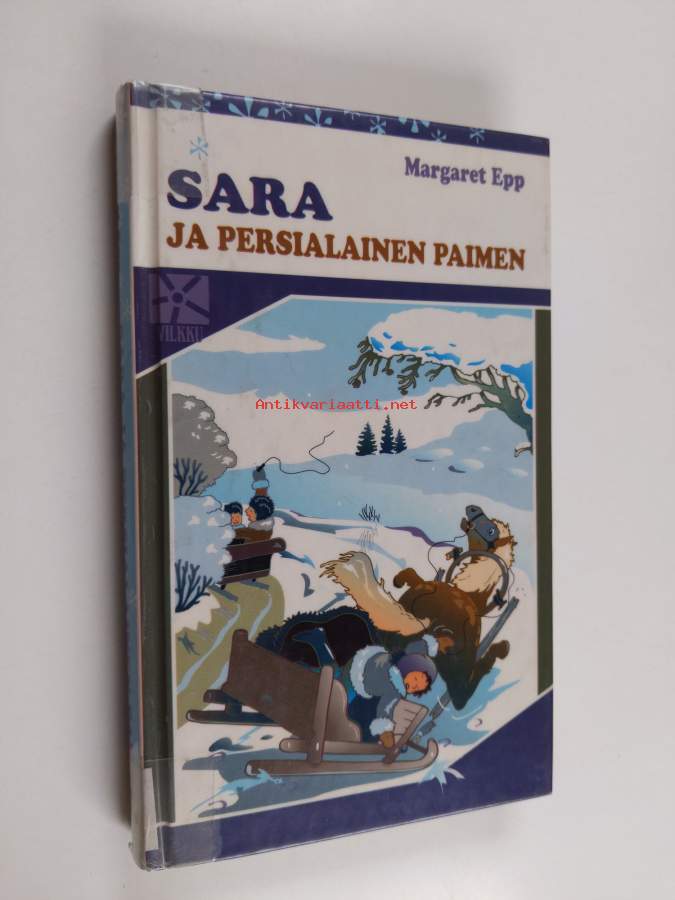 Margaret Epp
SARA
JA PERSIALAINEN PAIMEN
VILKKU
Antikvariaatti.net